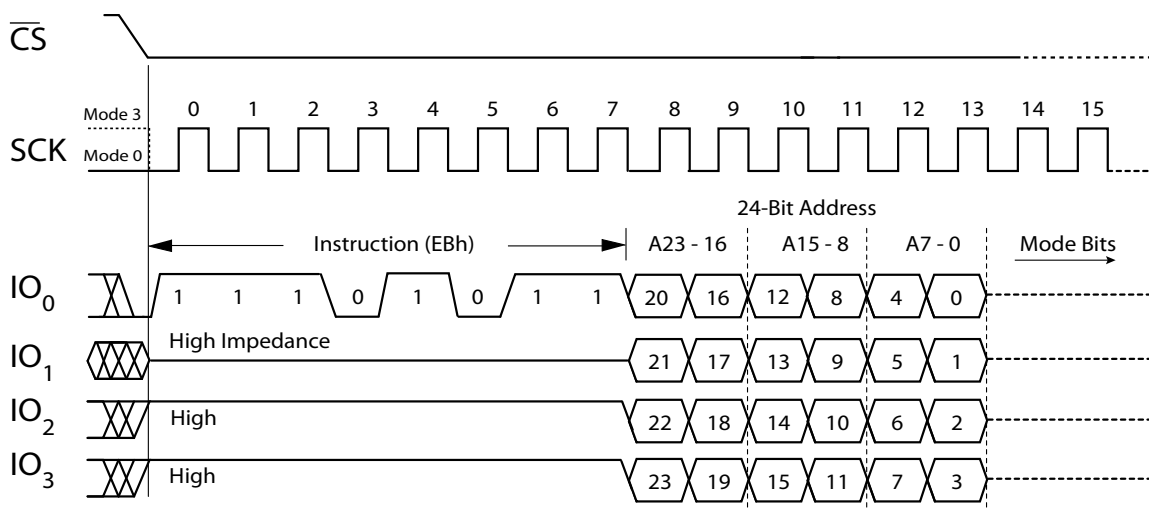 CS
Mode 3
0 1 2 3 4 5 6 7 8 9 10 11 12 13 14 15
SCK
Mode 0
24-Bit Address
Instruction (EBh)
A23 - 16
A15 - 8
A7 - 0
Mode Bits
IO0
1 1 1 0 1 0 1 1 20 16 12 8 4 0
High Impedance
IO1
21 17 13 9 5 1
IO2
High
22 18 14 10 6 2
IO3
High
23 19 15 11 7 3